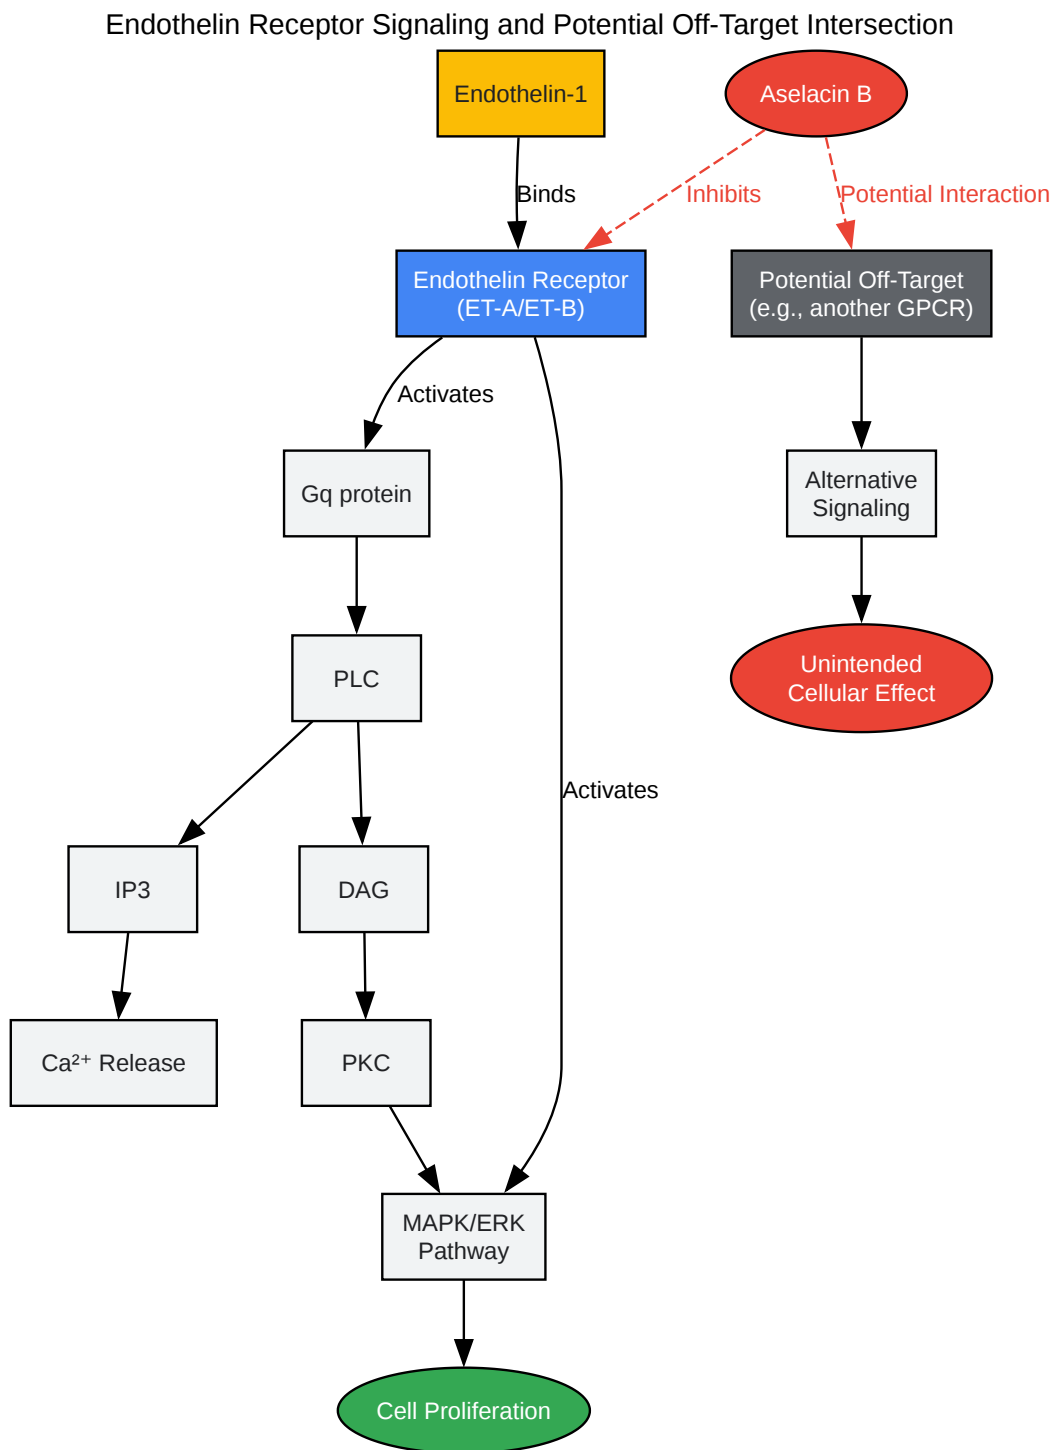 Endothelin Receptor Signaling and Potential Off-Target Intersection
Endothelin-1
Aselacin B
Binds
Inhibits
Potential Interaction
Endothelin Receptor
(ET-A/ET-B)
Potential Off-Target
(e.g., another GPCR)
Activates
Gq protein
Alternative
Signaling
PLC
Unintended
Cellular Effect
Activates
IP3
DAG
Ca²⁺ Release
PKC
MAPK/ERK
Pathway
Cell Proliferation